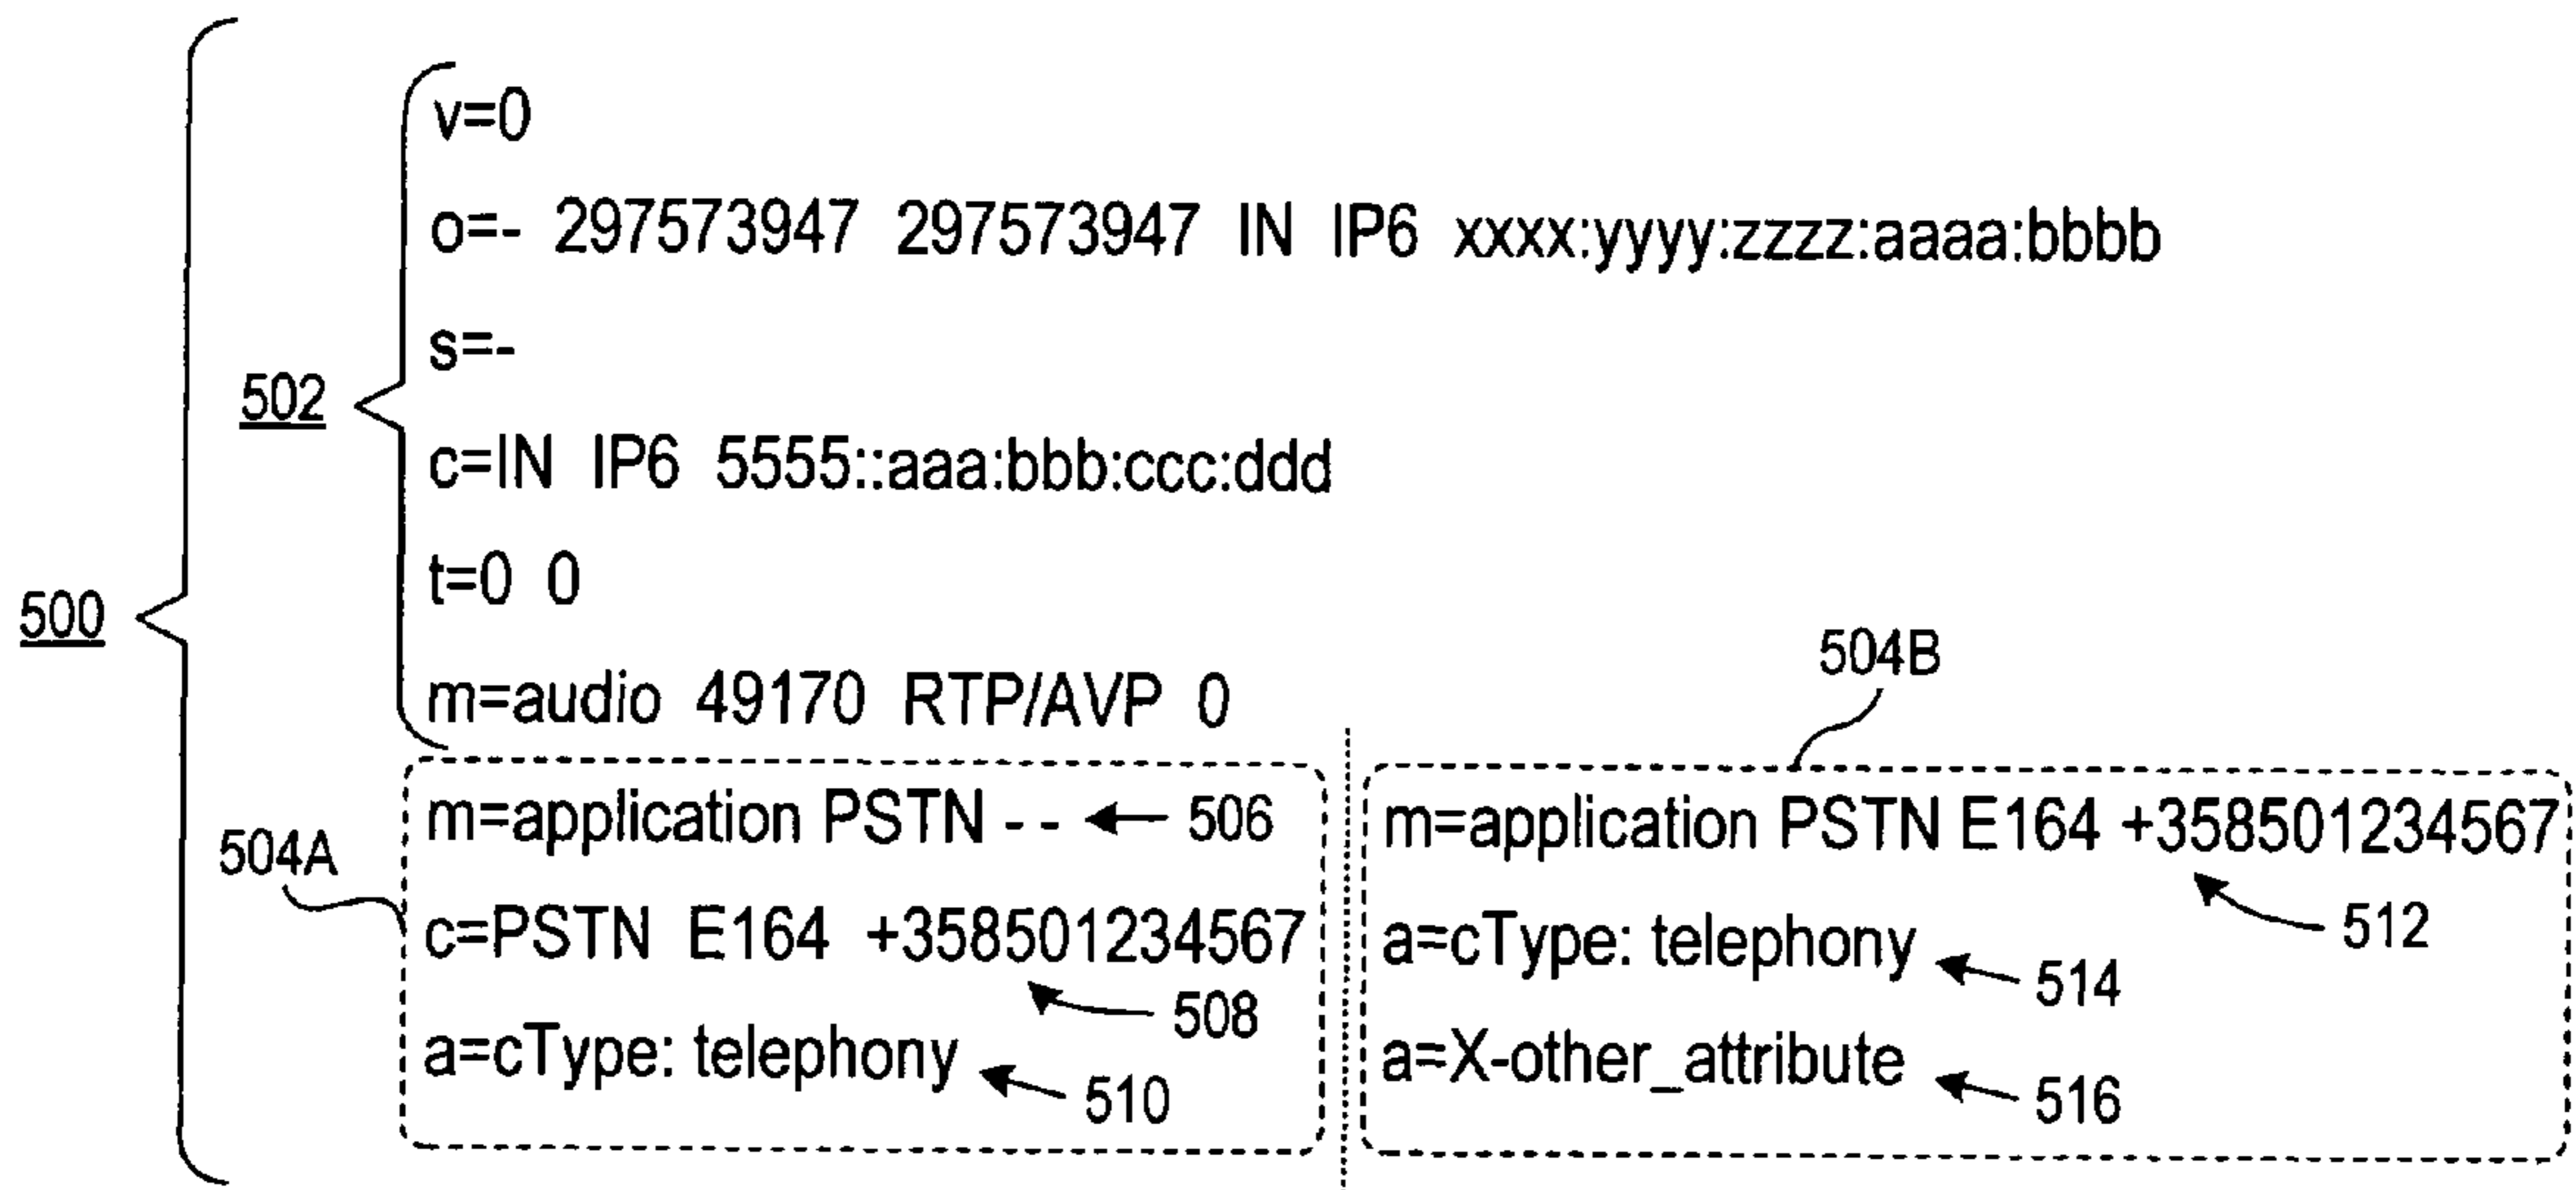 v=0
o=- 297573947 297573947 IN IP6 xxxx:yyyy:zzzz:aaaa:bbbb
s=-
502
c=IN IP6 5555::aaa:bbb:ccc:ddd
t=0 0
500
m=audio 49170 RTP/AVP 0
504B
504A
m=application PSTN - - 506
c=PSTN E164 +358501234567
508
a=cType: telephony 510
m=application PSTN E164 +358501234567
512
a=cType: telephony 514
a=X-other_attribute 516